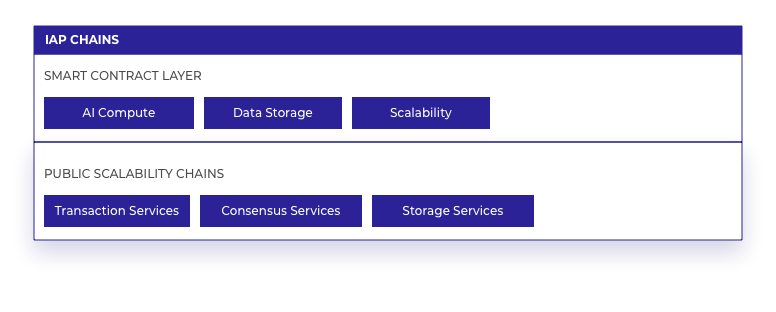 IAP CHAINS
SMART CONTRACT LAYER
AI Compute
Data Storage
Scalability
PUBLIC SCALABILITY CHAINS
Transaction Services
Consensus Services
Storage Services